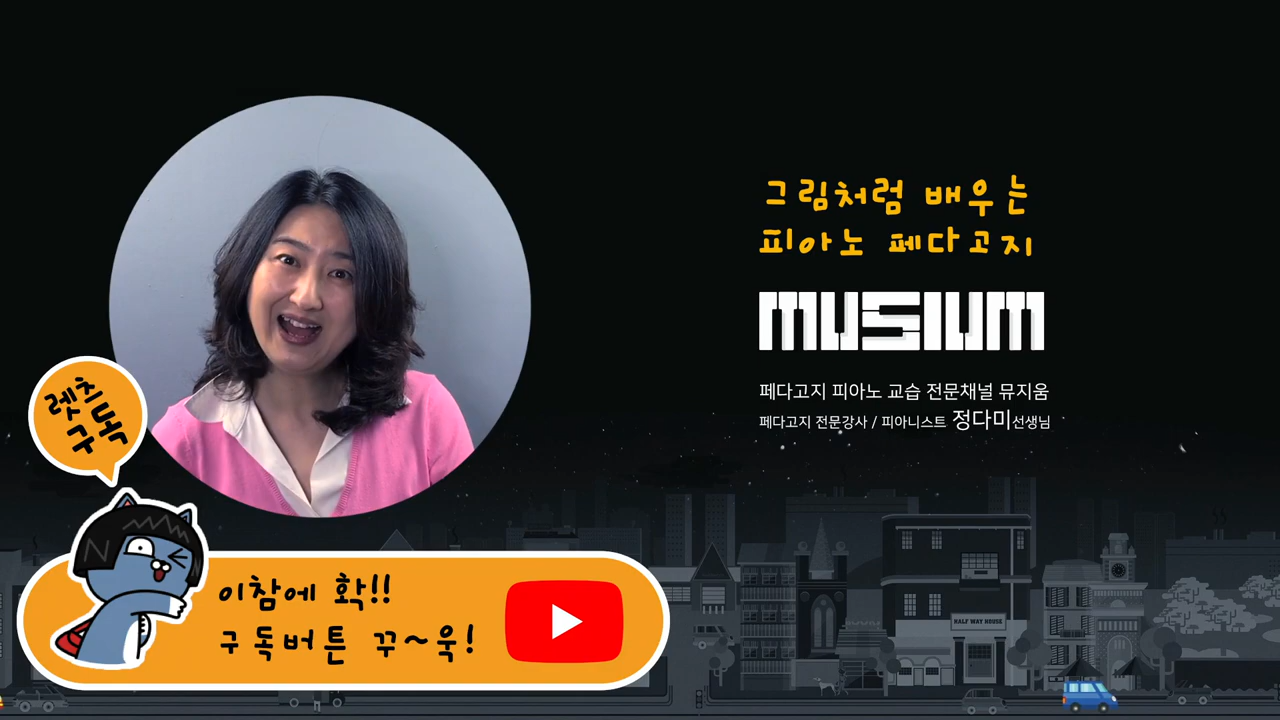 그림처럼 배우는
피아노 페다고지
MUSIUM
페다고지 피아노 교습 전문채널 뮤지움
페다고지 전문강사 / 피아니스트 정다미선생님
렛츠
구독
이참에 확!!
구독버튼 꾸~욱!
HALF WAY HOUSE